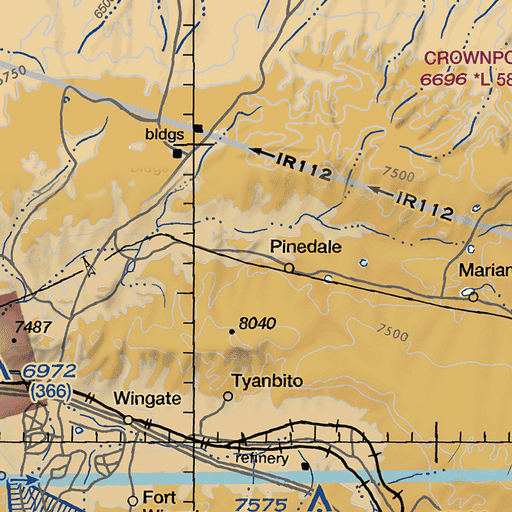 6500
CROWNPO
6696 *L 58
6750
bldgs
IR112
7500
IR112
Pinedale
Marian
7487
8040
7500
6972
(366)
Tyanbito
Wingate
refinery
Fort
7575